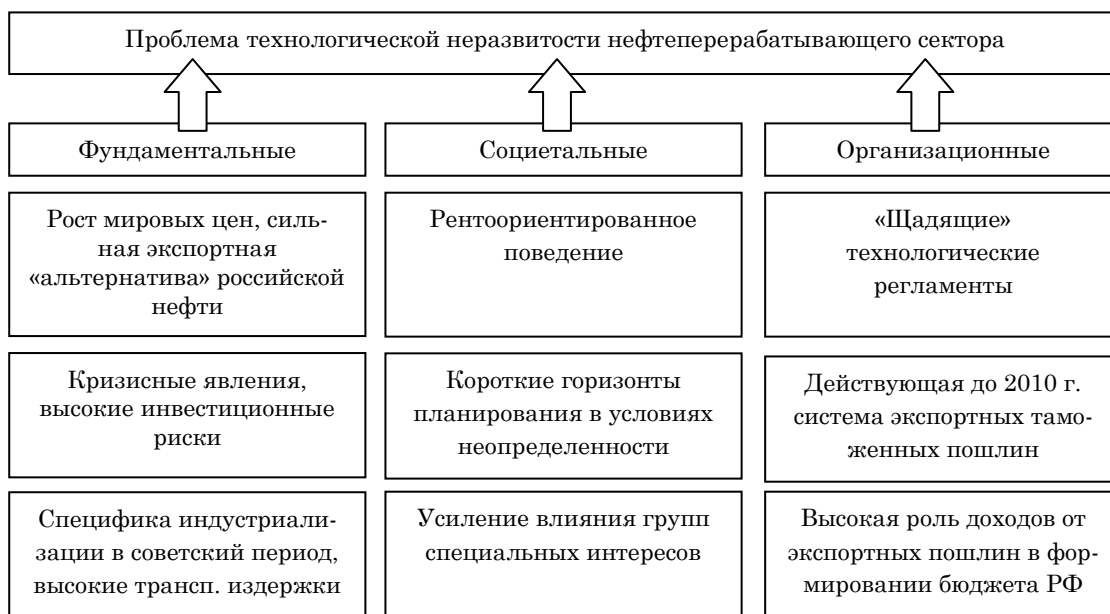 Проблема технологической неразвитости нефтеперерабатывающего сектора
Фундаментальные
Социетальные
Организационные
Рост мировых цен, силь-
ная экспортная
«альтернатива» российской
нефти
Рентоориентированное
поведение
«Щадящие»
технологические
регламенты
Кризисные явления,
высокие инвестиционные
риски
Короткие горизонты
планирования в условиях
неопределенности
Действующая до 2010 г.
система экспортных тамо-
женных пошлин
Специфика индустриали-
зации в советский период,
высокие трансп. издержки
Усиление влияния групп
специальных интересов
Высокая роль доходов от
экспортных пошлин в фор-
мировании бюджета РФ